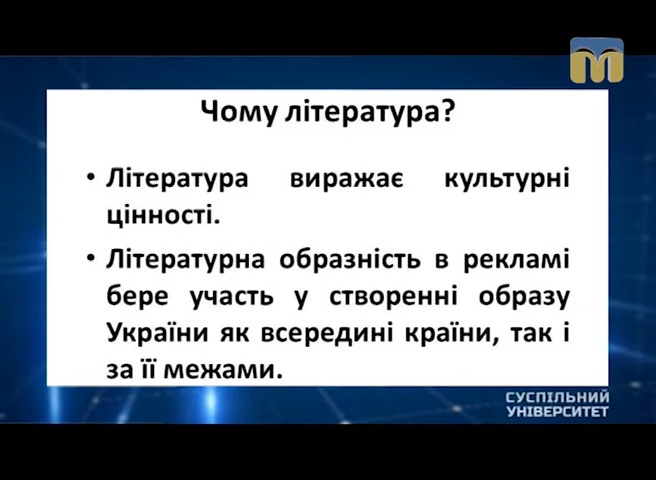 Чому література?
• Література виражає культурні
цінності.
• Літературна образність в рекламі
бере участь у створенні образу
України як всередині країни, так і
за її межами.
СУСПІЛЬНИЙ
УНІВЕРСИТЕТ